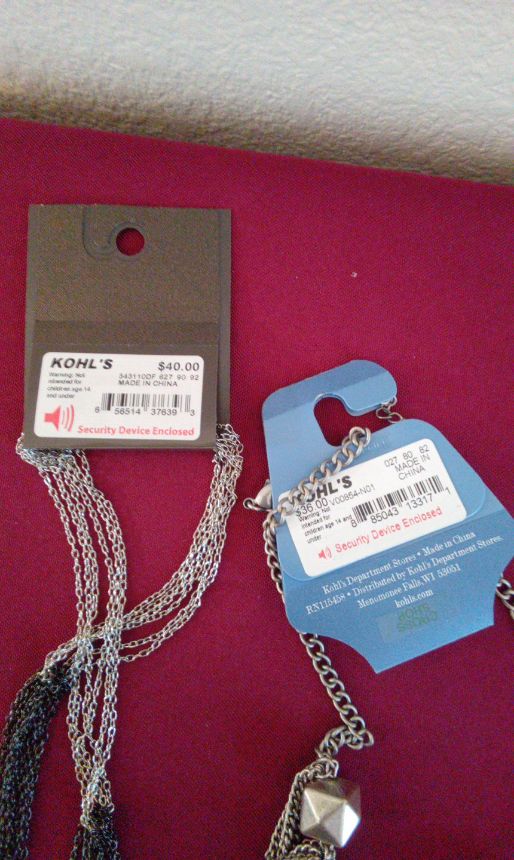 KOHL'S $40.00
Warning: Not
intended for
children age 14
and under
343110DF 627 90 92
MADE IN CHINA
6 56514 37639 3
Security Device Enclosed
KOHL'S
$36.00 V00854-N01
027 80 82
MADE IN
CHINA
Warning: Not
intended for
children age 14 and
under
85043 13317 1
Security Device Enclosed
Kohl's Department Stores • Made in China
RN115458 • Distributed by Kohl's Department Stores,
Menomonee Falls, WI 53051
kohls.com